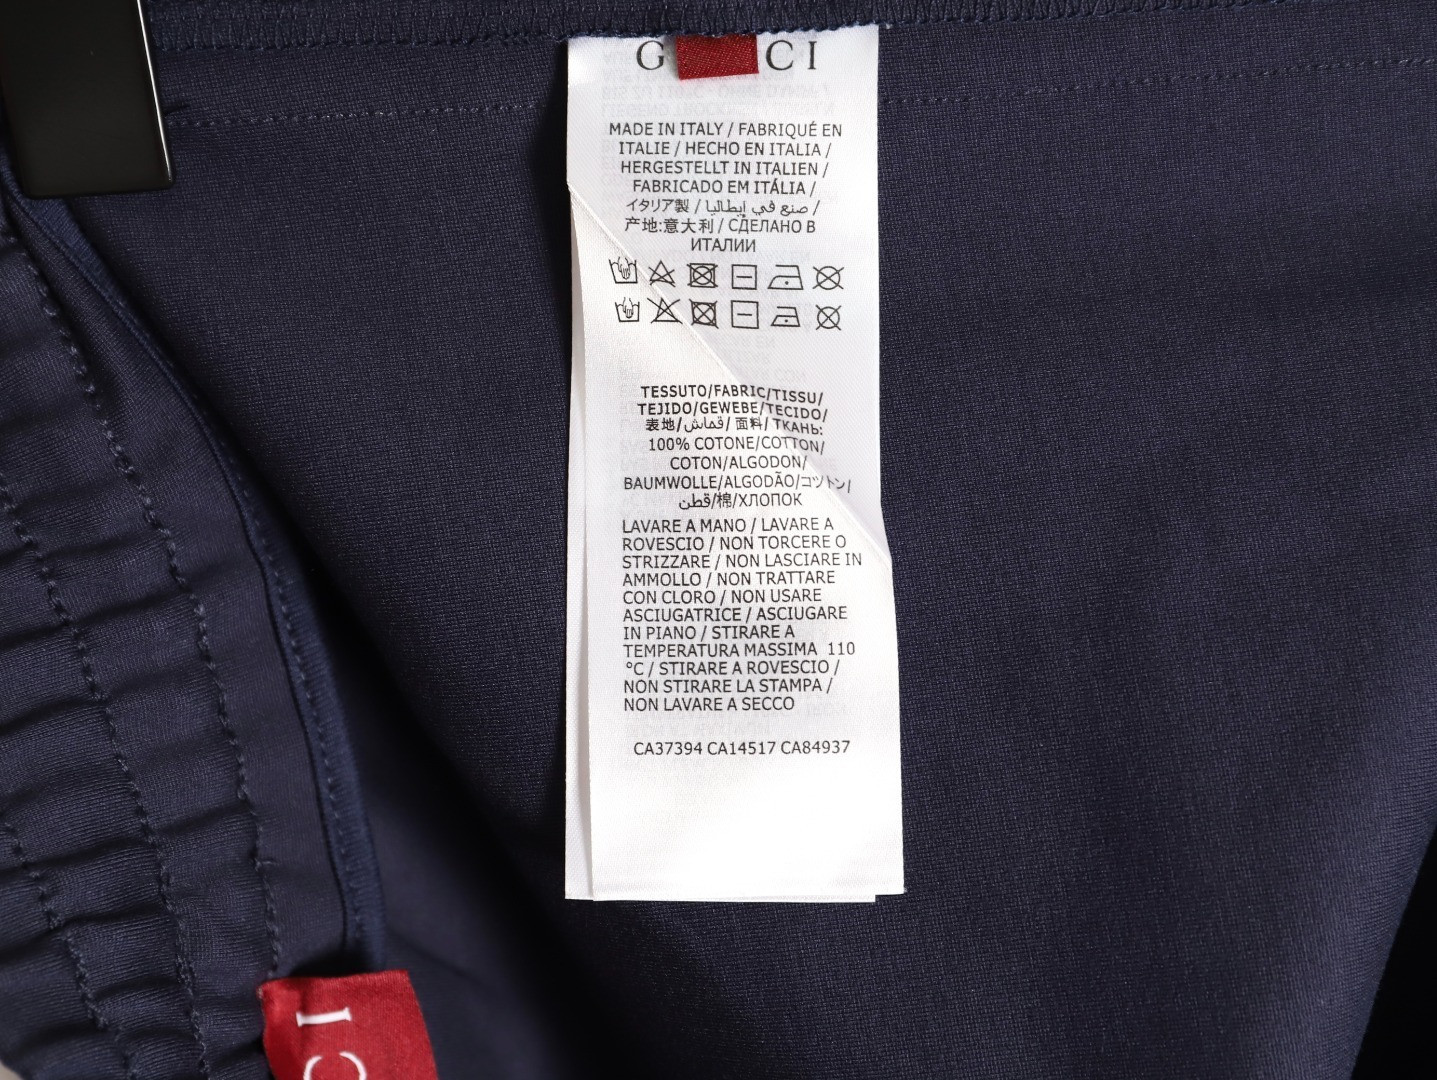 G CI
MADE IN ITALY / FABRIQUÉ EN
ITALIE / HECHO EN ITALIA /
HERGESTELLT IN ITALIEN /
FABRICADO EM ITÁLIA /
イタリア製 / صنع في إيطاليا /
产地:意大利 / СДЕЛАНО В
ИТАЛИИ
TESSUTO/FABRIC/TISSU/
TEJIDO/GEWEBE/TECIDO/
表地/قماش/面料/ТКАНЬ:
100% COTONE/COTTON/
COTON/ALGODON/
BAUMWOLLE/ALGODÃO/コットン/
قطن/棉/ХЛОПОК
LAVARE A MANO / LAVARE A
ROVESCIO / NON TORCERE O
STRIZZARE / NON LASCIARE IN
AMMOLLO / NON TRATTARE
CON CLORO / NON USARE
ASCIUGATRICE / ASCIUGARE
IN PIANO / STIRARE A
TEMPERATURA MASSIMA 110
°C / STIRARE A ROVESCIO /
NON STIRARE LA STAMPA /
NON LAVARE A SECCO
CA37394 CA14517 CA84937
CI